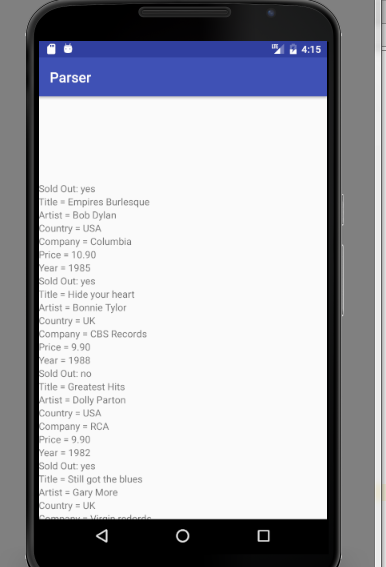 4:15
Parser
Sold Out: yes
Title = Empires Burlesque
Artist = Bob Dylan
Country = USA
Company = Columbia
Price = 10.90
Year = 1985
Sold Out: yes
Title = Hide your heart
Artist = Bonnie Tylor
Country = UK
Company = CBS Records
Price = 9.90
Year = 1988
Sold Out: no
Title = Greatest Hits
Artist = Dolly Parton
Country = USA
Company = RCA
Price = 9.90
Year = 1982
Sold Out: yes
Title = Still got the blues
Artist = Gary More
Country = UK
Company = Virgin